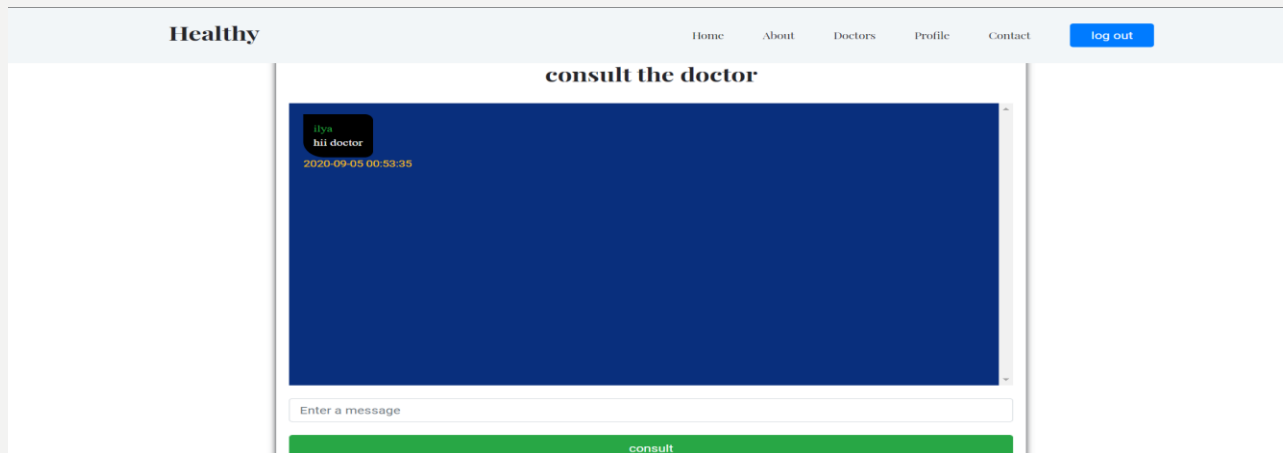 Healthy
Home About Doctors Profile Contact log out
consult the doctor
ilya
hii doctor
2020-09-05 00:53:35
Enter a message
consult